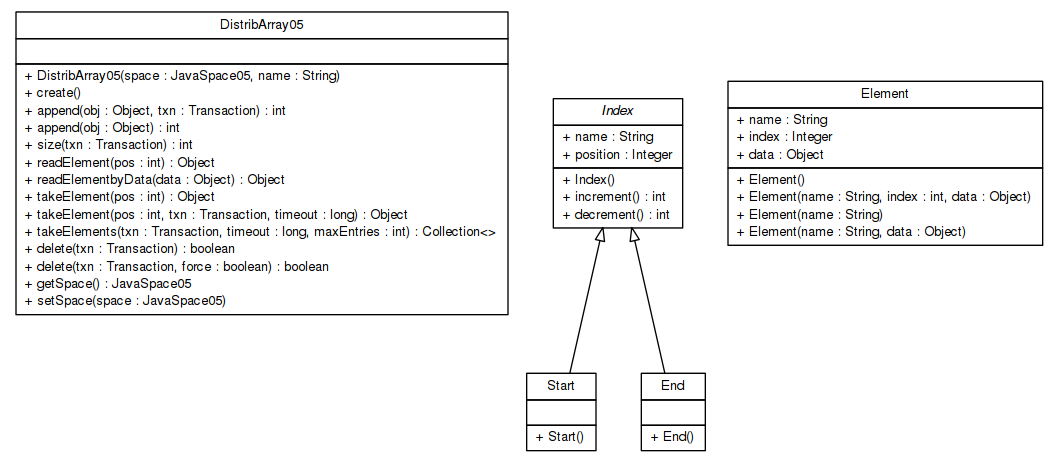 DistribArray05
+ DistribArray05(space : JavaSpace05, name : String)
+ create()
+ append(obj : Object, txn : Transaction) : int
+ append(obj : Object) : int
+ size(txn : Transaction) : int
+ readElement(pos : int) : Object
+ readElementbyData(data : Object) : Object
+ takeElement(pos : int) : Object
+ takeElement(pos : int, txn : Transaction, timeout : long) : Object
+ takeElements(txn : Transaction, timeout : long, maxEntries : int) : Collection<>
+ delete(txn : Transaction) : boolean
+ delete(txn : Transaction, force : boolean) : boolean
+ getSpace() : JavaSpace05
+ setSpace(space : JavaSpace05)
Index
+ name : String
+ position : Integer
+ Index()
+ increment() : int
+ decrement() : int
Element
+ name : String
+ index : Integer
+ data : Object
+ Element()
+ Element(name : String, index : int, data : Object)
+ Element(name : String)
+ Element(name : String, data : Object)
Start
+ Start()
End
+ End()